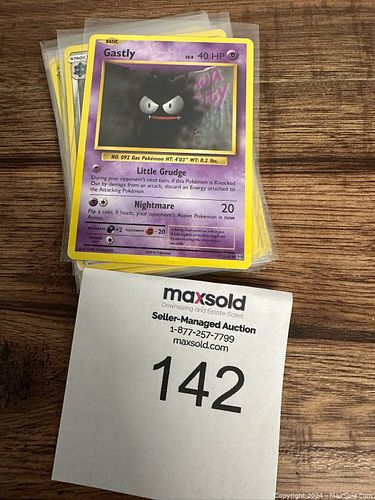 BASIC
Gastly
40 HP
NO. 092 Gas Pokémon HT: 4'03" WT: 0.2 lbs.
Little Grudge
During your opponent's next turn, if this Pokémon is Knocked
Out by damage from an attack, discard an Energy attached to
the Attacking Pokémon.
Nightmare 20
Flip a coin. If heads, your opponent's Active Pokémon is now
Asleep.
×2
-20
maxsold
Downsizing and Estate Sales
Seller-Managed Auction
1-877-257-7799
maxsold.com
142
Copyright 2024 - MaxSold Inc.